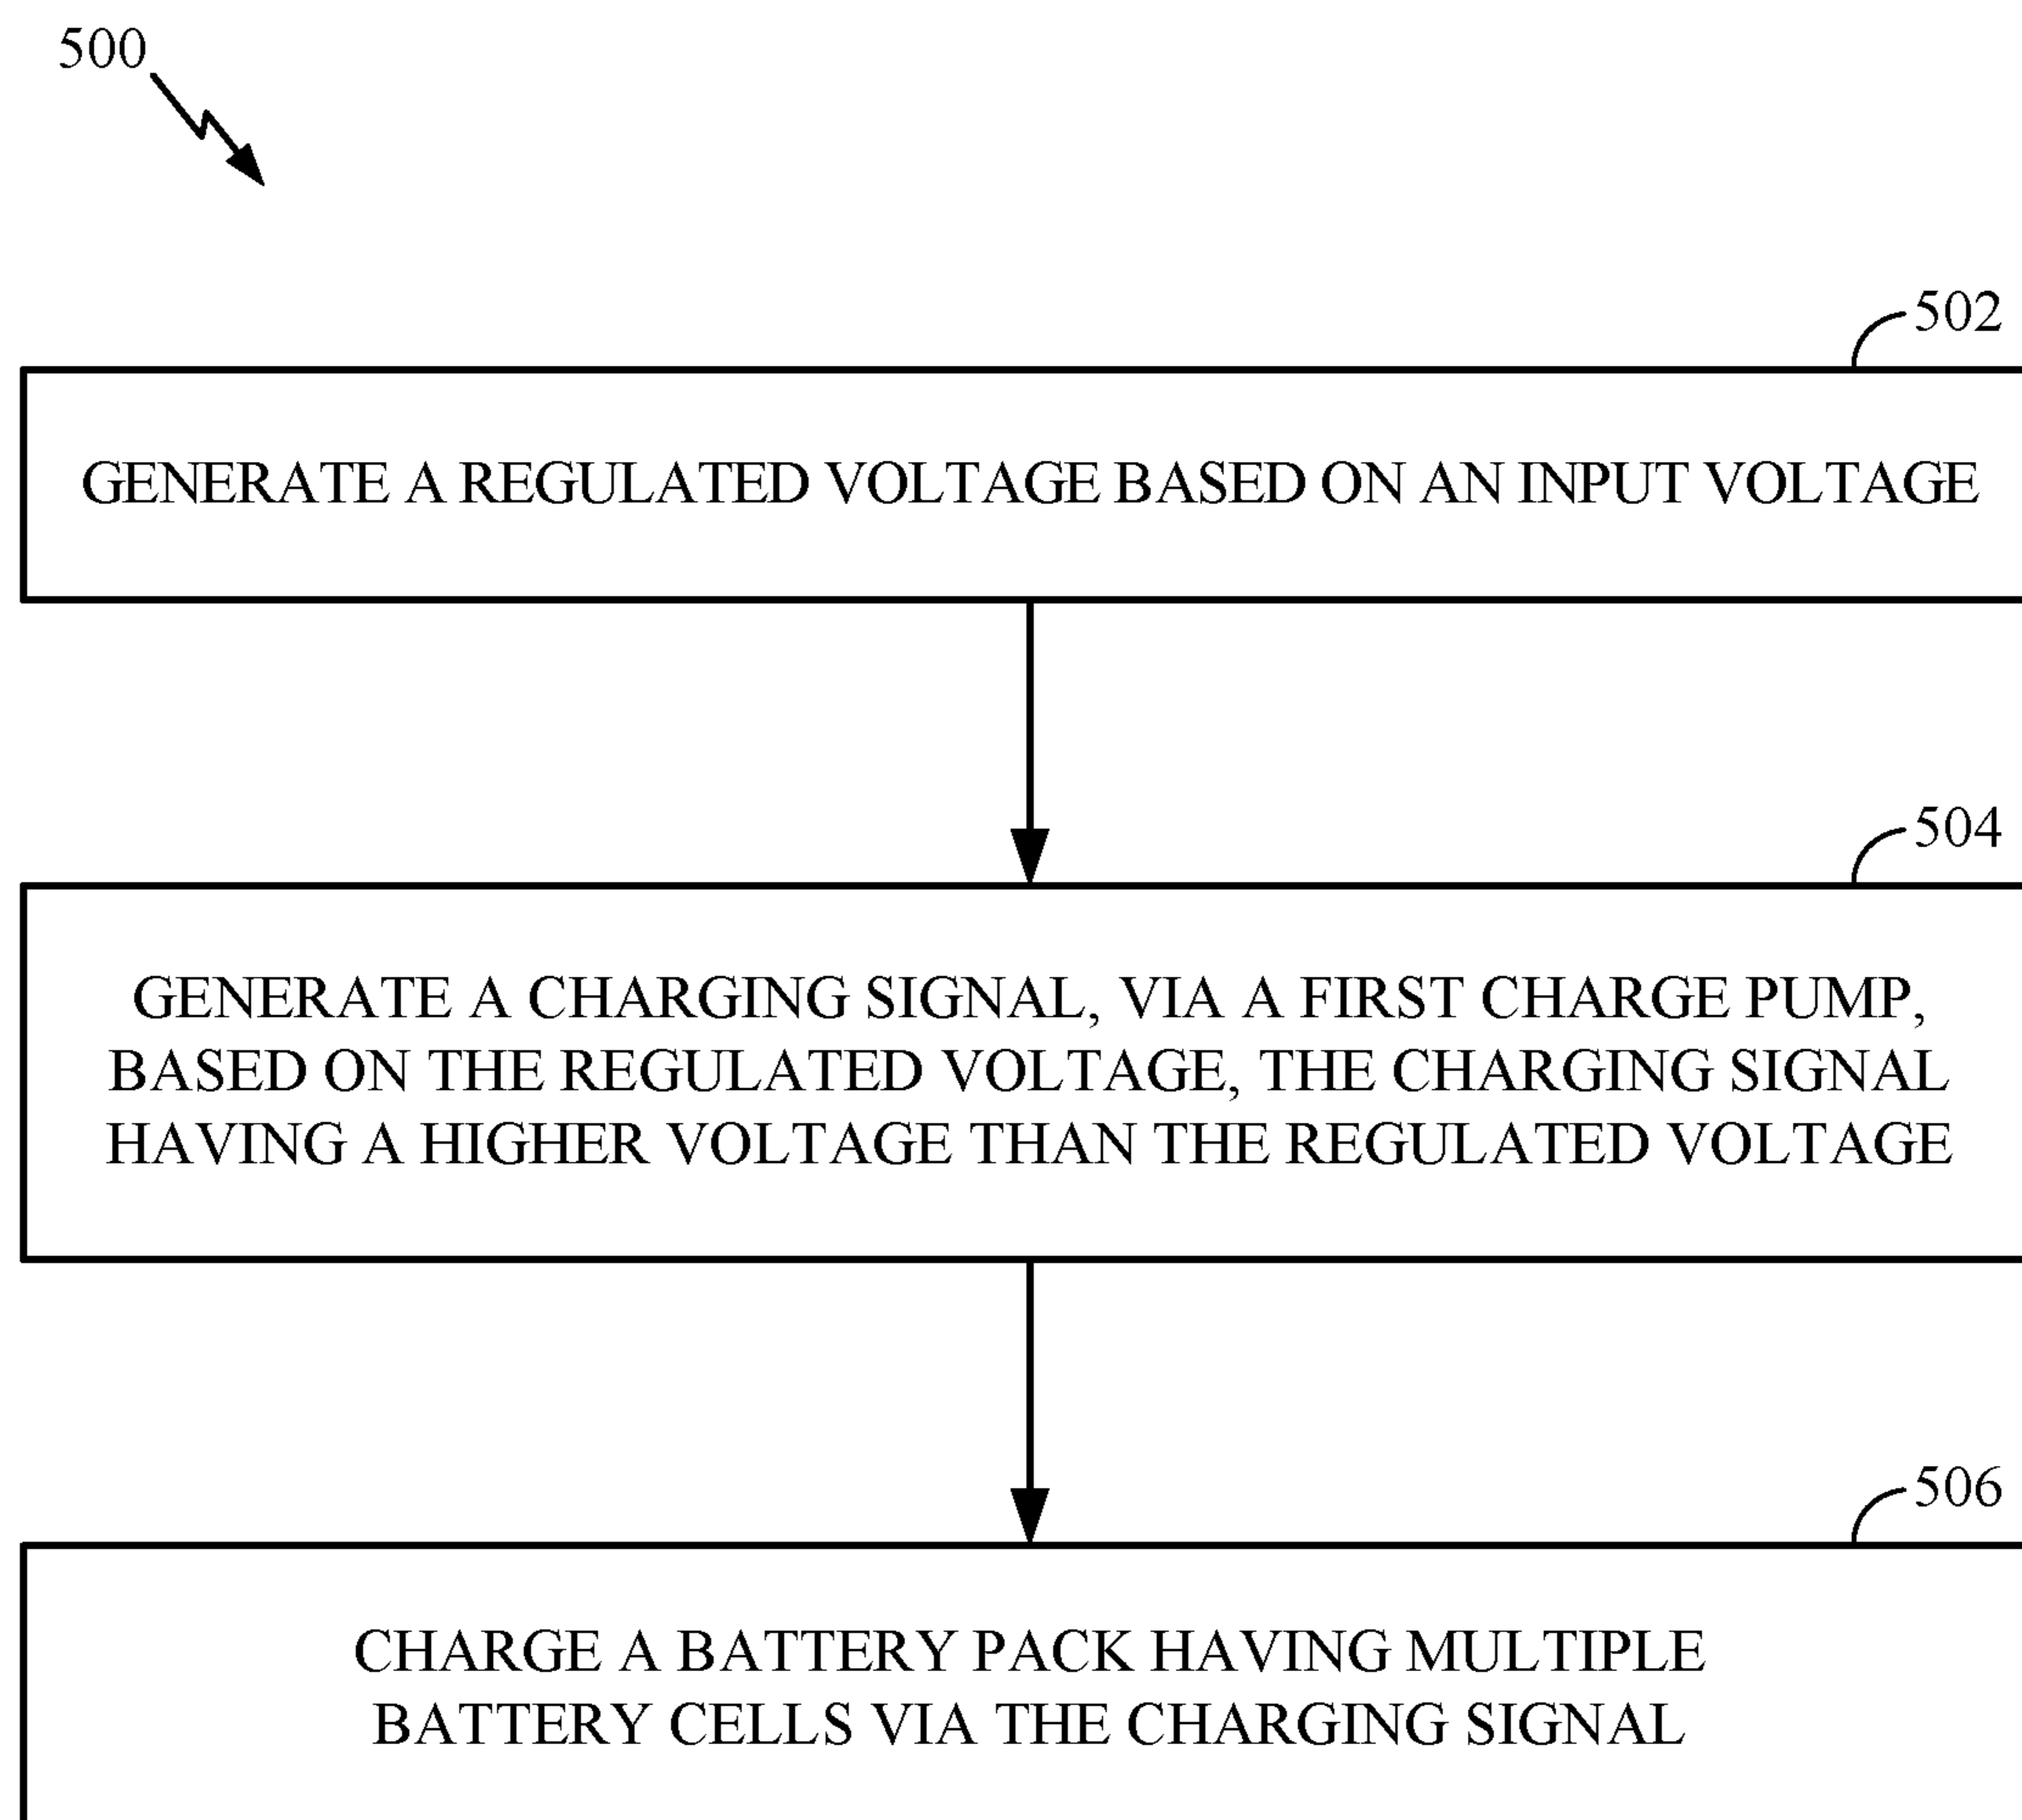 500
502
GENERATE A REGULATED VOLTAGE BASED ON AN INPUT VOLTAGE
504
GENERATE A CHARGING SIGNAL, VIA A FIRST CHARGE PUMP,
BASED ON THE REGULATED VOLTAGE, THE CHARGING SIGNAL
HAVING A HIGHER VOLTAGE THAN THE REGULATED VOLTAGE
506
CHARGE A BATTERY PACK HAVING MULTIPLE
BATTERY CELLS VIA THE CHARGING SIGNAL